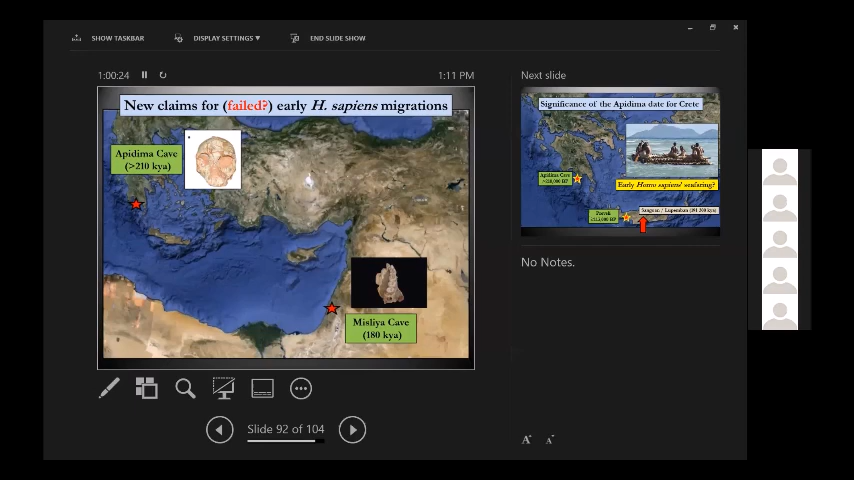 SHOW TASKBAR
DISPLAY SETTINGS ▼
END SLIDE SHOW
1:00:24
1:11 PM
New claims for (failed?) early H. sapiens migrations
Apidima Cave
(>210 kya)
Misliya Cave
(180 kya)
Slide 92 of 104
Next slide
Significance of the Apidima date for Crete
Apidima Cave
Early Homo sapiens' seafaring?
No Notes.
A
A